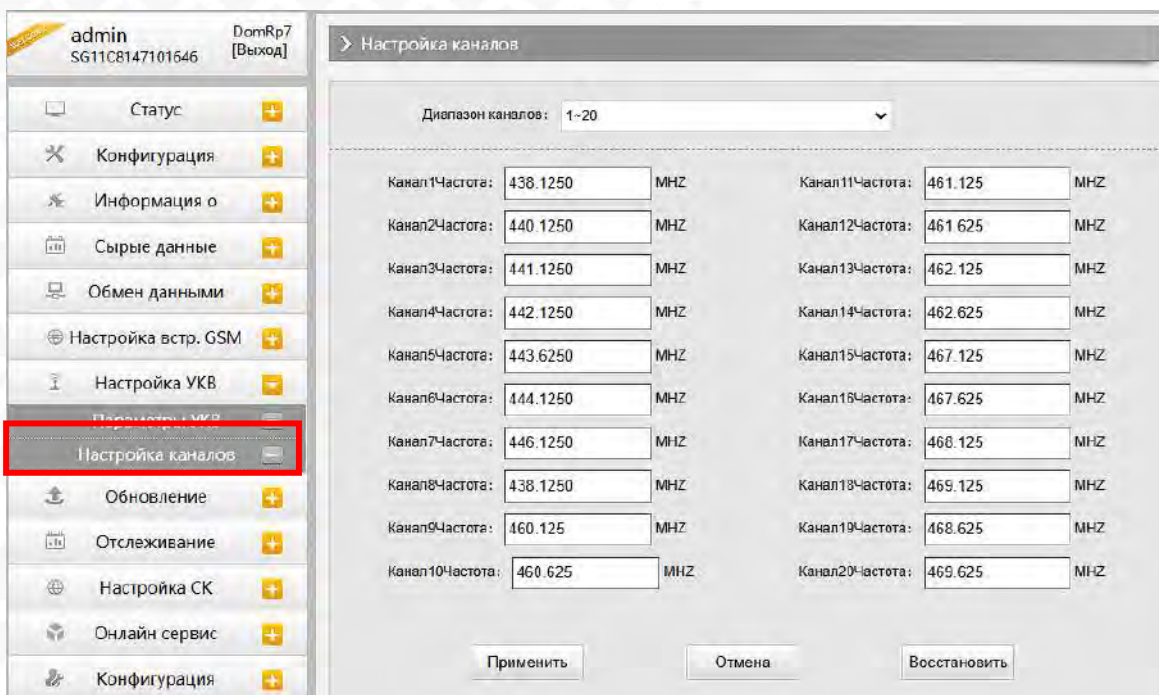 admin
DomRp7
SG11C8147101646
[Выход]
Статус
Конфигурация
Информация о
Сырые данные
Обмен данными
Настройка встр. GSM
Настройка УКВ
Параметры УКВ
Настройка каналов
Обновление
Отслеживание
Настройка СК
Онлайн сервис
Конфигурация
Настройка каналов
Диапазон каналов: 1~20
Канал1Частота: 438.1250 MHZ
Канал11Частота: 461.125 MHZ
Канал2Частота: 440.1250 MHZ
Канал12Частота: 461.625 MHZ
Канал3Частота: 441.1250 MHZ
Канал13Частота: 462.125 MHZ
Канал4Частота: 442.1250 MHZ
Канал14Частота: 462.625 MHZ
Канал5Частота: 443.6250 MHZ
Канал15Частота: 467.125 MHZ
Канал6Частота: 444.1250 MHZ
Канал16Частота: 467.625 MHZ
Канал7Частота: 446.1250 MHZ
Канал17Частота: 468.125 MHZ
Канал8Частота: 438.1250 MHZ
Канал18Частота: 469.125 MHZ
Канал9Частота: 460.125 MHZ
Канал19Частота: 468.625 MHZ
Канал10Частота: 460.625 MHZ
Канал20Частота: 469.625 MHZ
Применить
Отмена
Восстановить